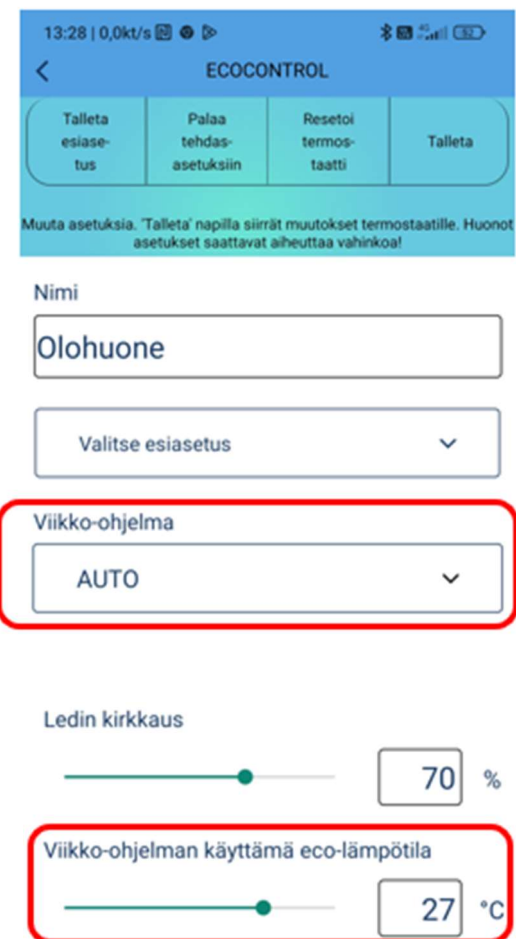 13:28 | 0,0kt/s
ECOCONTROL
Talleta
esiase-
tus
Palaa
tehdas-
asetuksiin
Resetoi
termos-
taatti
Talleta
Muuta asetuksia. 'Talleta' napilla siirrät muutokset termostaatille. Huonot
asetukset saattavat aiheuttaa vahinkoa!
Nimi
Olohuone
Valitse esiasetus
Viikko-ohjelma
AUTO
Ledin kirkkaus
70 %
Viikko-ohjelman käyttämä eco-lämpötila
27 °C